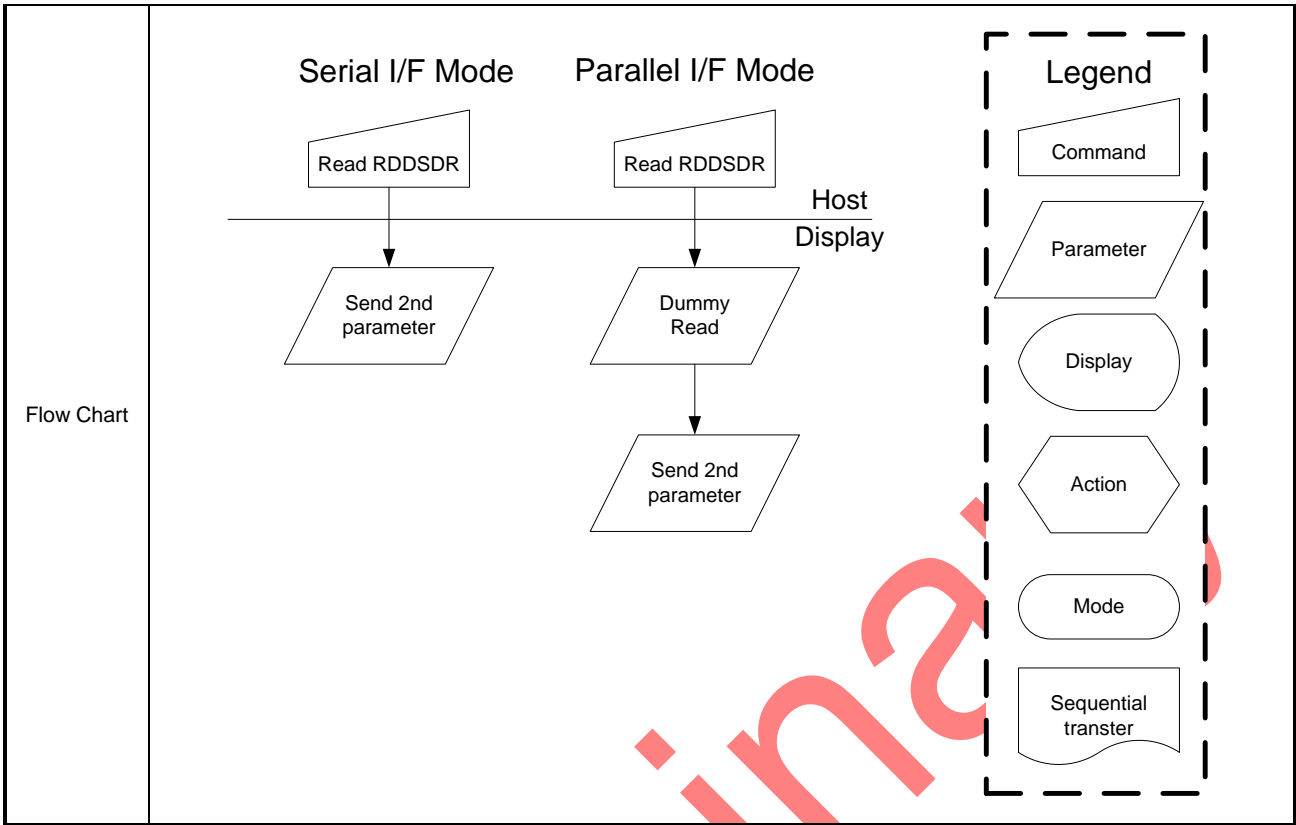 Flow Chart
Serial I/F Mode
Parallel I/F Mode
Read RDDSDR
Read RDDSDR
Host
Display
Send 2nd
parameter
Dummy
Read
Send 2nd
parameter
Legend
Command
Parameter
Display
Action
Mode
Sequential
transter